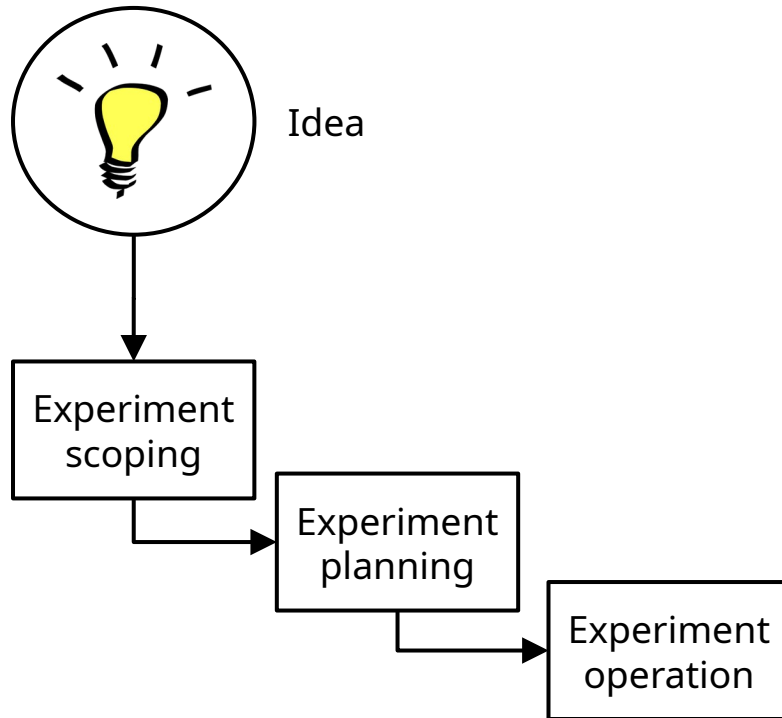 Idea
Experiment
scoping
Experiment
planning
Experiment
operation